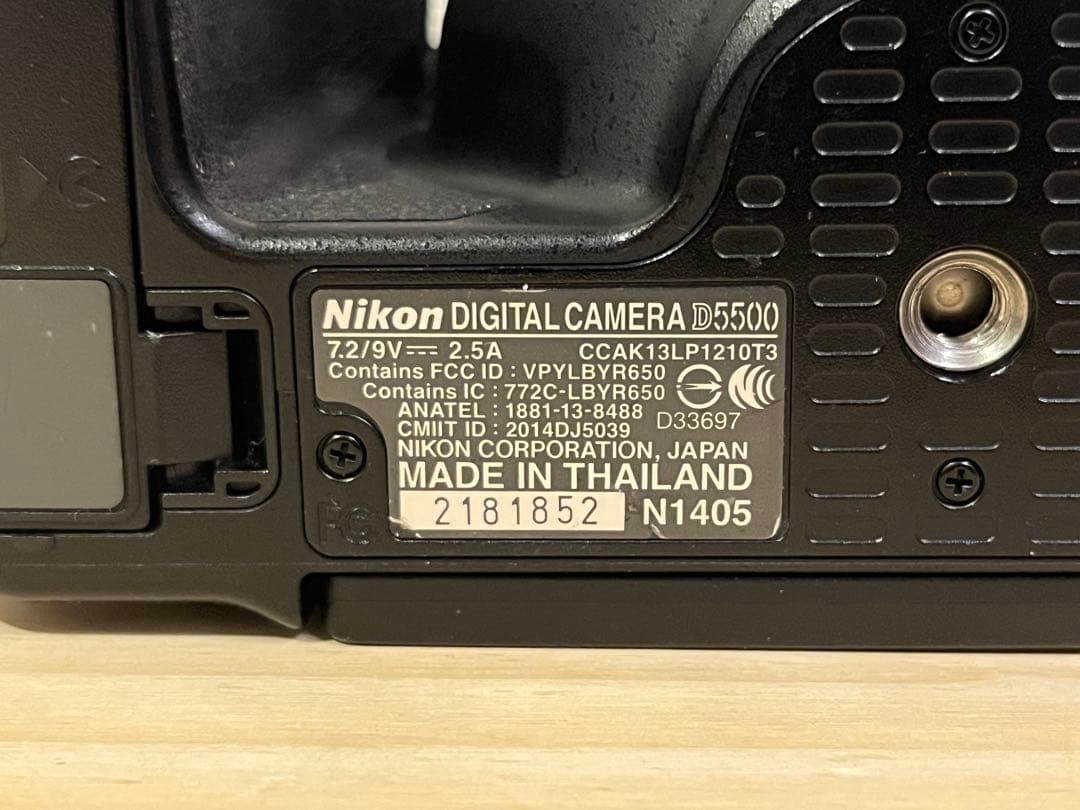 Nikon DIGITAL CAMERA D5500
7.2/9V⎓ 2.5A CCAK13LP1210T3
Contains FCC ID : VPYLBYR650
Contains IC : 772C-LBYR650
ANATEL : 1881-13-8488 D33697
CMIIT ID : 2014DJ5039
NIKON CORPORATION, JAPAN
MADE IN THAILAND
2181852 N1405